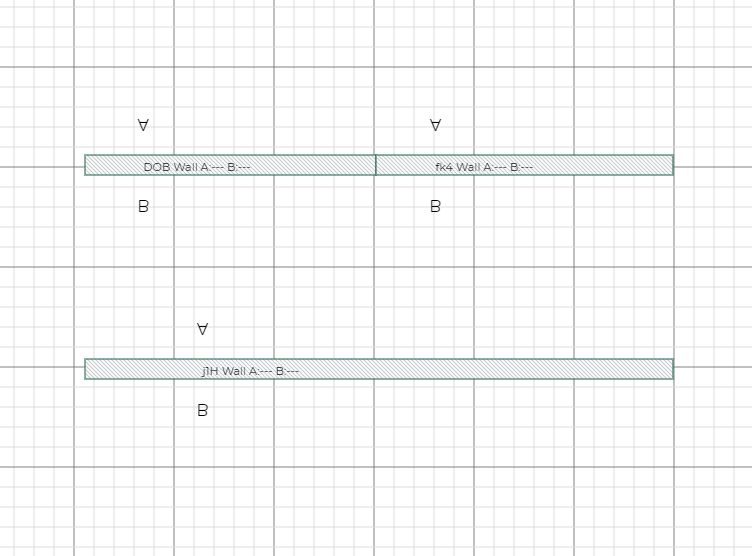 ∀ ∀
DOB Wall A:--- B:--- fk4 Wall A:--- B:---
B B
∀
j1H Wall A:--- B:---
B